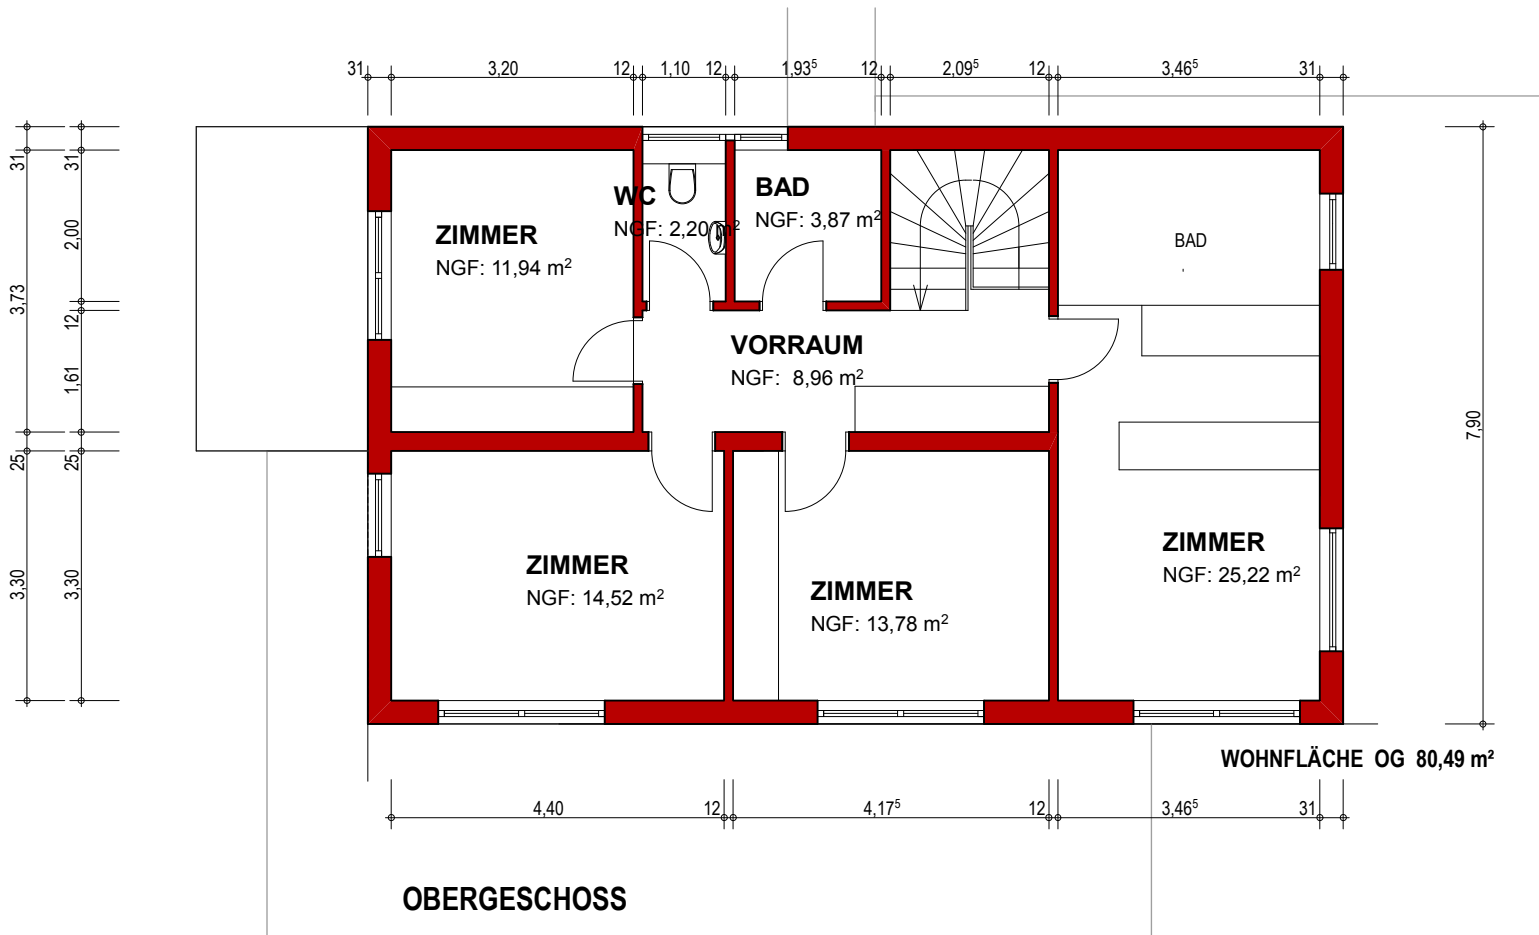 31 3,20 12 1,10 12 1,93⁵ 12 2,09⁵ 12 3,46⁵ 31
31 31
2,00
3,73
12
1,61
25 25
3,30 3,30
7,90
ZIMMER
NGF: 11,94 m²
WC
NGF: 2,20 m²
BAD
NGF: 3,87 m²
BAD
VORRAUM
NGF: 8,96 m²
ZIMMER
NGF: 14,52 m²
ZIMMER
NGF: 13,78 m²
ZIMMER
NGF: 25,22 m²
WOHNFLÄCHE OG 80,49 m²
4,40 12 4,17⁵ 12 3,46⁵ 31
OBERGESCHOSS